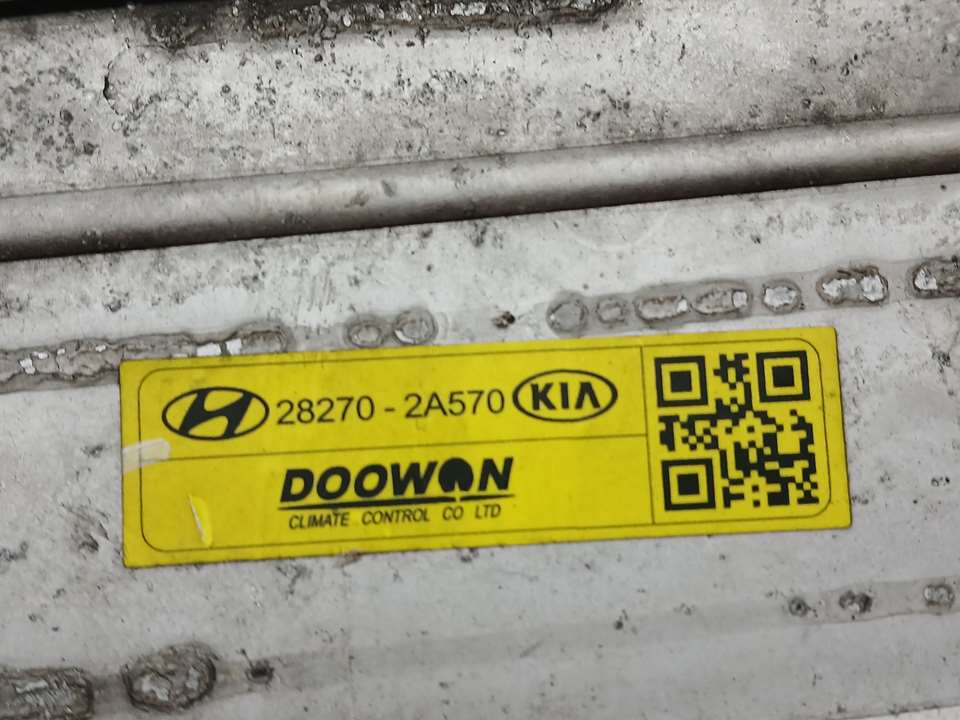 28270 - 2A570 KIA
DOOWON
CLIMATE CONTROL CO LTD